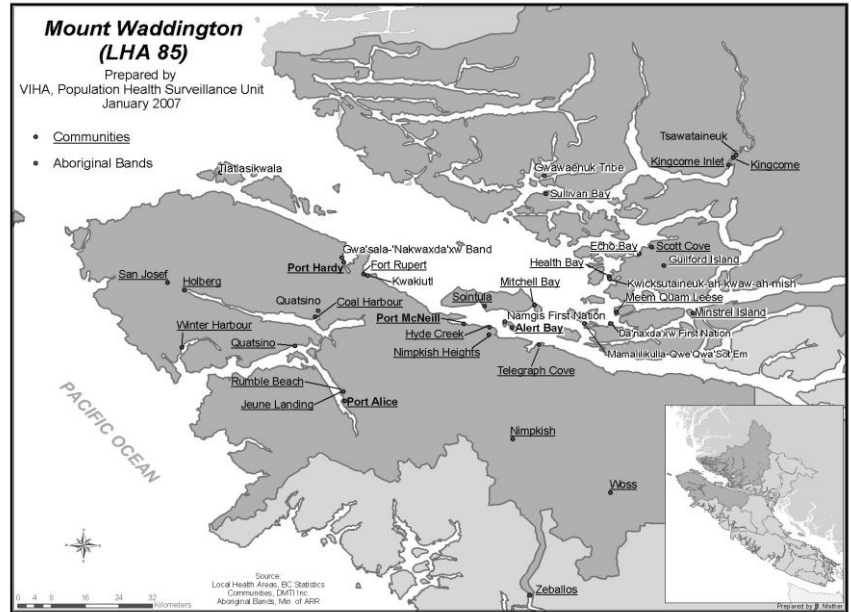 Mount Waddington
(LHA 85)
Prepared by
VIHA, Population Health Surveillance Unit
January 2007
Communities
Aboriginal Bands
Tsawataineuk
Kingcome Inlet
Kingcome
Tlatlasikwala
Gwawaenuk Tribe
Sullivan Bay
Gwa'sala-'Nakwaxda'xw Band
Echo Bay
Scott Cove
Port Hardy
Fort Rupert
Health Bay
Guilford Island
San Josef
Holberg
Kwakiutl
Kwicksutaineuk-ah-kwaw-ah-mish
Mitchell Bay
Quatsino
Coal Harbour
Sointula
Meem Quam Leese
Port McNeill
Namgis First Nation
Minstrel Island
Winter Harbour
Hyde Creek
Alert Bay
Da'naxda'xw First Nation
Quatsino
Nimpkish Heights
Mamalilikulla-Qwe'Qwa'Sot'Em
Telegraph Cove
Rumble Beach
Jeune Landing
Port Alice
PACIFIC OCEAN
Nimpkish
Woss
Zeballos
Source:
Local Health Areas, BC Statistics
Communities, DMTI Inc
Aboriginal Bands, Min. of ARR
0 4 8 16 24 32
Kilometers
Prepared by B. Mather